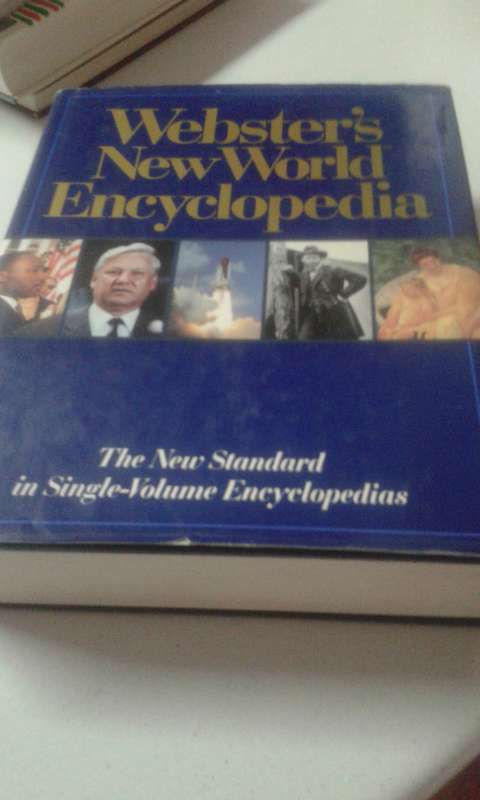 Webster's
New World
Encyclopedia
The New Standard
in Single-Volume Encyclopedias